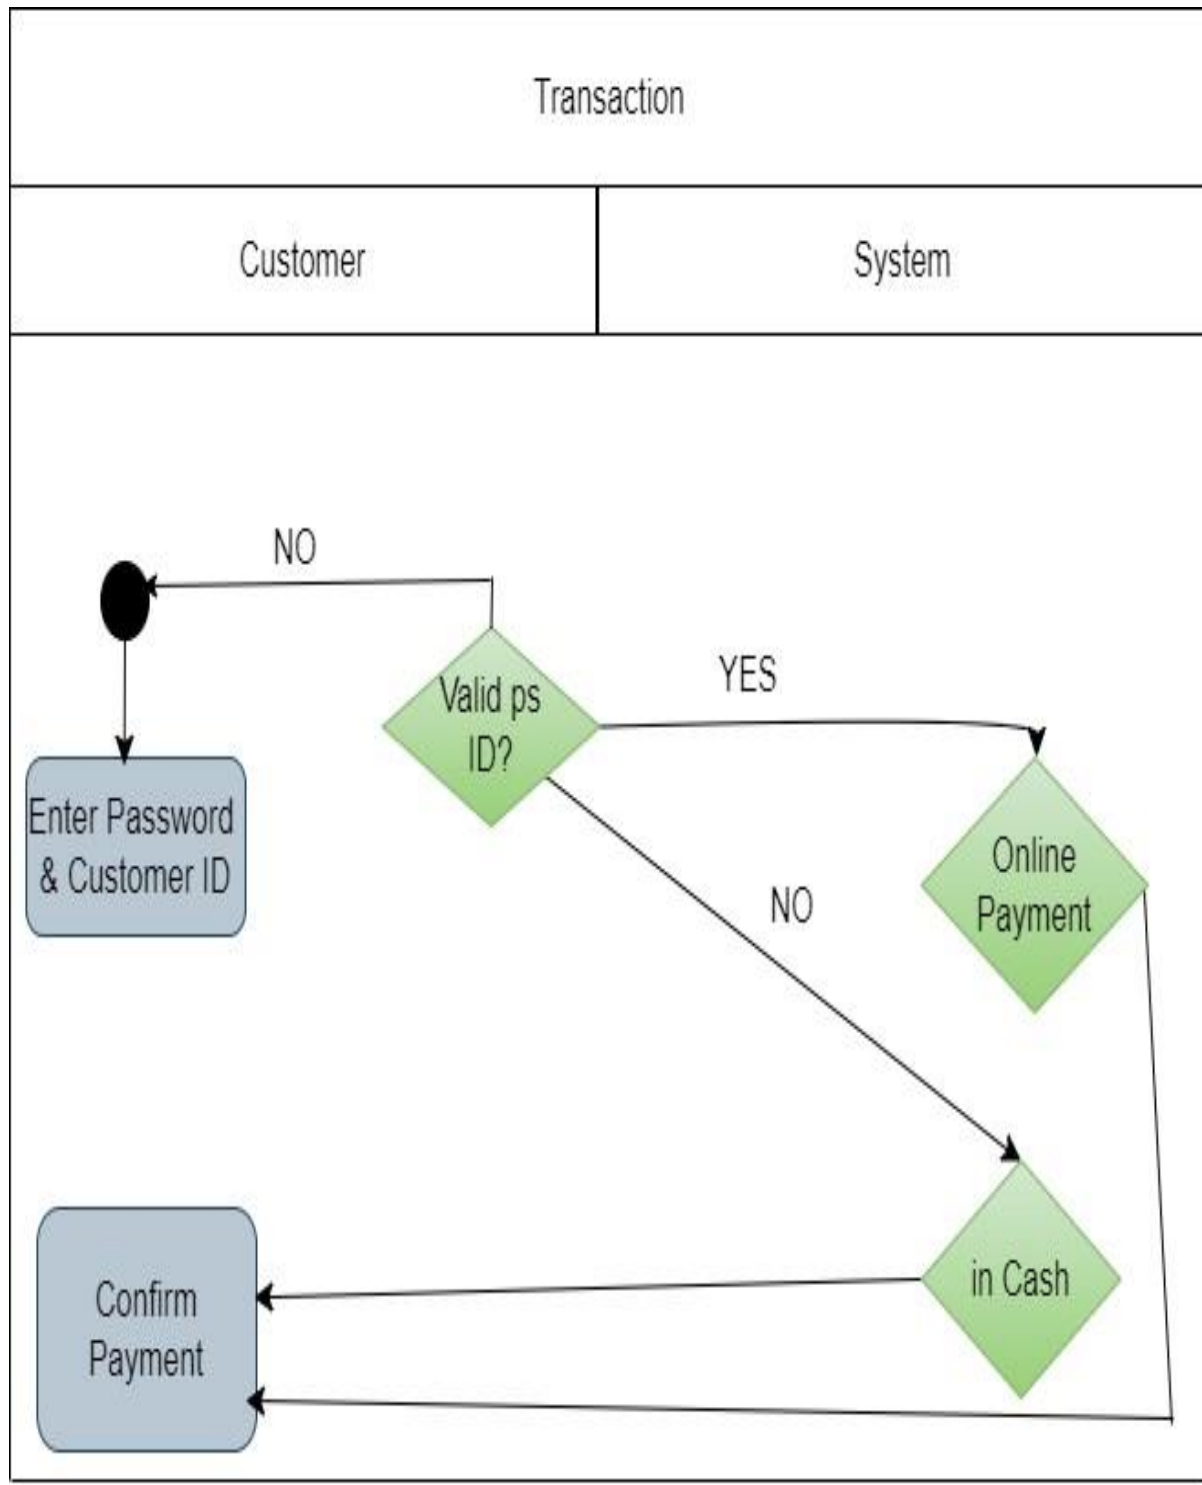 Transaction
Customer
System
NO
YES
Valid ps
ID?
Enter Password
& Customer ID
Online
Payment
NO
in Cash
Confirm
Payment